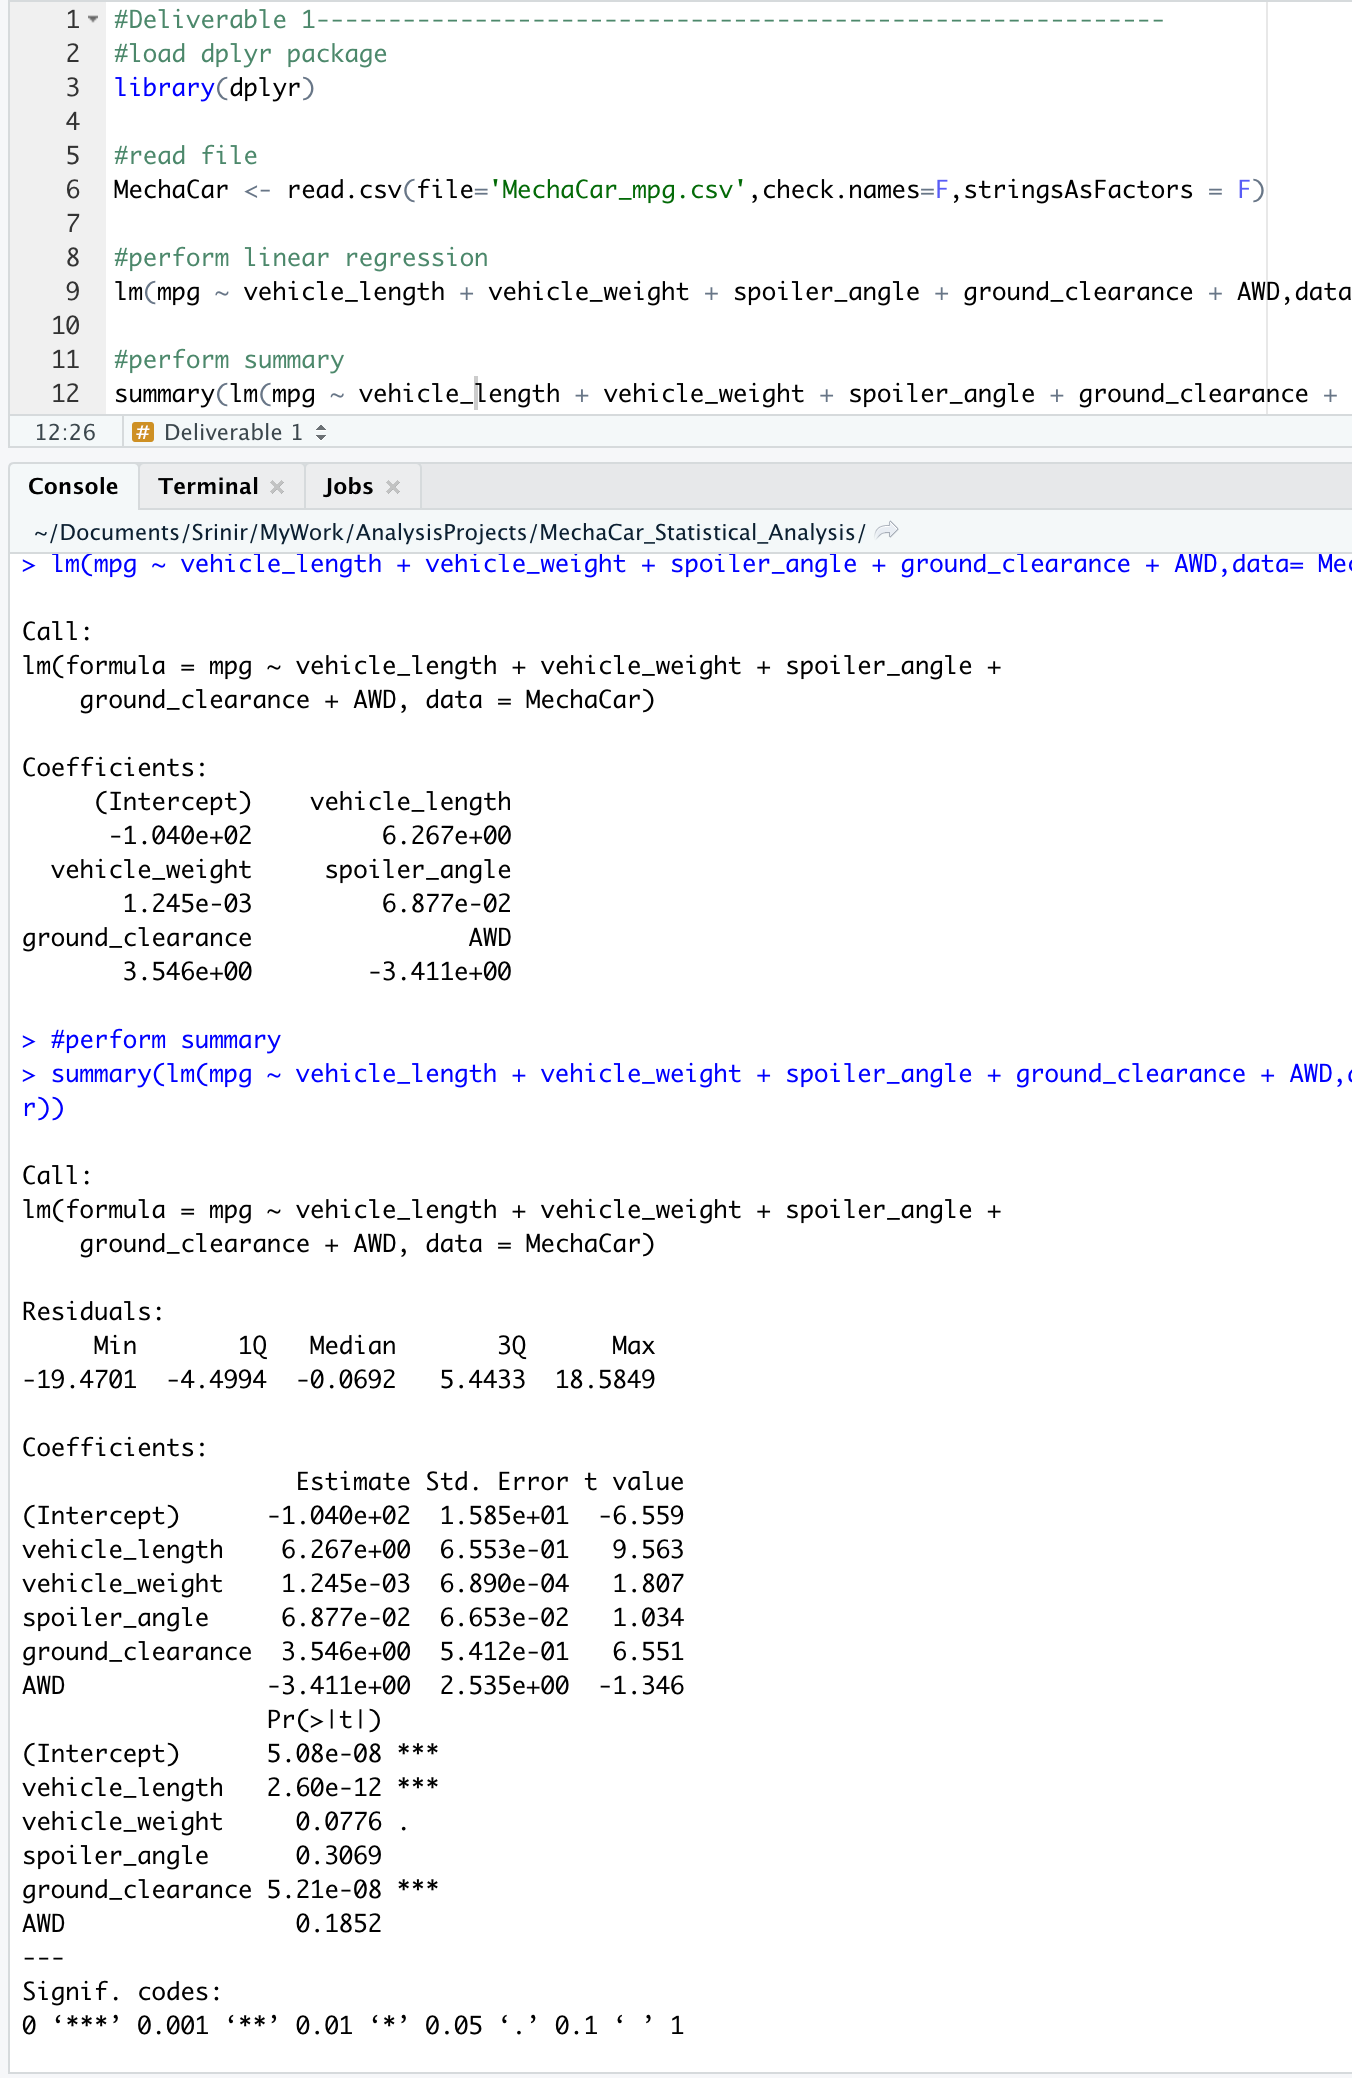 1 #Deliverable 1-----------------------------------------------------------
2 #load dplyr package
3 library(dplyr)
4
5 #read file
6 MechaCar <- read.csv(file='MechaCar_mpg.csv',check.names=F,stringsAsFactors = F)
7
8 #perform linear regression
9 lm(mpg ~ vehicle_length + vehicle_weight + spoiler_angle + ground_clearance + AWD,data
10
11 #perform summary
12 summary(lm(mpg ~ vehicle_length + vehicle_weight + spoiler_angle + ground_clearance +
12:26 # Deliverable 1
Console Terminal Jobs
~/Documents/Srinir/MyWork/AnalysisProjects/MechaCar_Statistical_Analysis/
> lm(mpg ~ vehicle_length + vehicle_weight + spoiler_angle + ground_clearance + AWD,data= Mec
Call:
lm(formula = mpg ~ vehicle_length + vehicle_weight + spoiler_angle +
    ground_clearance + AWD, data = MechaCar)
Coefficients:
     (Intercept)    vehicle_length
      -1.040e+02         6.267e+00
  vehicle_weight     spoiler_angle
       1.245e-03         6.877e-02
ground_clearance               AWD
       3.546e+00        -3.411e+00
> #perform summary
> summary(lm(mpg ~ vehicle_length + vehicle_weight + spoiler_angle + ground_clearance + AWD,
r))
Call:
lm(formula = mpg ~ vehicle_length + vehicle_weight + spoiler_angle +
    ground_clearance + AWD, data = MechaCar)
Residuals:
     Min       1Q   Median       3Q      Max
-19.4701  -4.4994  -0.0692   5.4433  18.5849
Coefficients:
                   Estimate Std. Error t value
(Intercept)      -1.040e+02  1.585e+01  -6.559
vehicle_length    6.267e+00  6.553e-01   9.563
vehicle_weight    1.245e-03  6.890e-04   1.807
spoiler_angle     6.877e-02  6.653e-02   1.034
ground_clearance  3.546e+00  5.412e-01   6.551
AWD              -3.411e+00  2.535e+00  -1.346
                 Pr(>|t|)
(Intercept)      5.08e-08 ***
vehicle_length   2.60e-12 ***
vehicle_weight     0.0776 .
spoiler_angle      0.3069
ground_clearance 5.21e-08 ***
AWD                0.1852
---
Signif. codes:
0 ‘***’ 0.001 ‘**’ 0.01 ‘*’ 0.05 ‘.’ 0.1 ‘ ’ 1